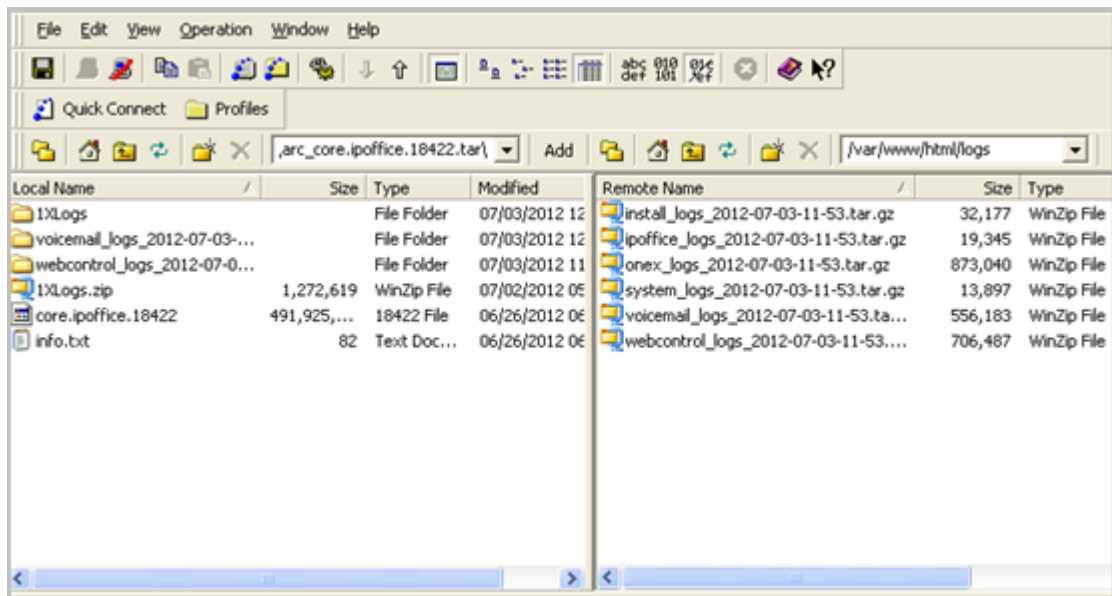 File Edit View Operation Window Help
abc def 010 101
Quick Connect Profiles
,arc_core.ipoffice.18422.tar\ Add /var/www/html/logs
Local Name Size Type Modified Remote Name Size Type
1XLogs File Folder 07/03/2012 12 install_logs_2012-07-03-11-53.tar.gz 32,177 WinZip File
voicemail_logs_2012-07-03-... File Folder 07/03/2012 12 ipoffice_logs_2012-07-03-11-53.tar.gz 19,345 WinZip File
webcontrol_logs_2012-07-0... File Folder 07/03/2012 11 onex_logs_2012-07-03-11-53.tar.gz 873,040 WinZip File
1XLogs.zip 1,272,619 WinZip File 07/02/2012 05 system_logs_2012-07-03-11-53.tar.gz 13,897 WinZip File
core.ipoffice.18422 491,925,... 18422 File 06/26/2012 06 voicemail_logs_2012-07-03-11-53.ta... 556,183 WinZip File
info.txt 82 Text Doc... 06/26/2012 06 webcontrol_logs_2012-07-03-11-53.... 706,487 WinZip File